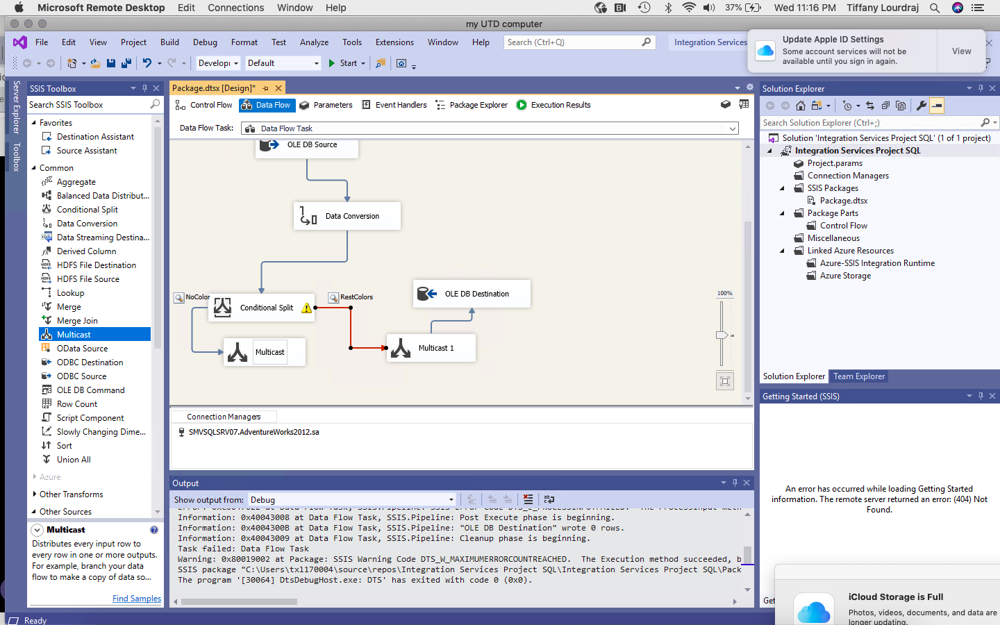 Microsoft Remote Desktop Edit Connections Window Help 37% Wed 11:16 PM Tiffany Lourdraj
my UTD computer
File Edit View Project Build Debug Format Test Analyze Tools Extensions Window Help Search (Ctrl+Q) Integration Services
Update Apple ID Settings
Some account services will not be
available until you sign in again.
View
Default Start
Server Explorer
Toolbox
SSIS Toolbox
Search SSIS Toolbox
Favorites
Destination Assistant
Source Assistant
Common
Aggregate
Balanced Data Distribut...
Conditional Split
Data Conversion
Data Streaming Destina...
Derived Column
HDFS File Destination
HDFS File Source
Lookup
Merge
Merge Join
Multicast
OData Source
ODBC Destination
ODBC Source
OLE DB Command
Row Count
Script Component
Slowly Changing Dime...
Sort
Union All
Azure
Other Transforms
Other Sources
Multicast
Distributes every input row to
every row in one or more outputs.
For example, branch your data
flow to make a copy of data so...
Find Samples
Package.dtsx [Design]*
Control Flow Data Flow Parameters Event Handlers Package Explorer Execution Results
Data Flow Task: Data Flow Task
OLE DB Source
Data Conversion
NoColor
Conditional Split
RestColors
OLE DB Destination
Multicast
Multicast 1
100%
Connection Managers
SMVSQLSRV07.AdventureWorks2012.sa
Output
Show output from: Debug
Information: 0x40043008 at Data Flow Task, SSIS.Pipeline: Post Execute phase is beginning.
Information: 0x4004300B at Data Flow Task, SSIS.Pipeline: "OLE DB Destination" wrote 0 rows.
Information: 0x40043009 at Data Flow Task, SSIS.Pipeline: Cleanup phase is beginning.
Task failed: Data Flow Task
Warning: 0x80019002 at Package: SSIS Warning Code DTS_W_MAXIMUMERRORCOUNTREACHED. The Execution method succeeded, b
SSIS package "C:\Users\txl170004\source\repos\Integration Services Project SQL\Integration Services Project SQL\Pack
The program '[30064] DtsDebugHost.exe: DTS' has exited with code 0 (0x0).
Solution Explorer
Search Solution Explorer (Ctrl+;)
Solution 'Integration Services Project SQL' (1 of 1 project)
Integration Services Project SQL
Project.params
Connection Managers
SSIS Packages
Package.dtsx
Package Parts
Control Flow
Miscellaneous
Linked Azure Resources
Azure-SSIS Integration Runtime
Azure Storage
Solution Explorer Team Explorer
Getting Started (SSIS)
An error has occurred while loading Getting Started
information. The remote server returned an error: (404) Not
Found.
iCloud Storage is Full
Photos, videos, documents, and data are
longer updating.
Ready